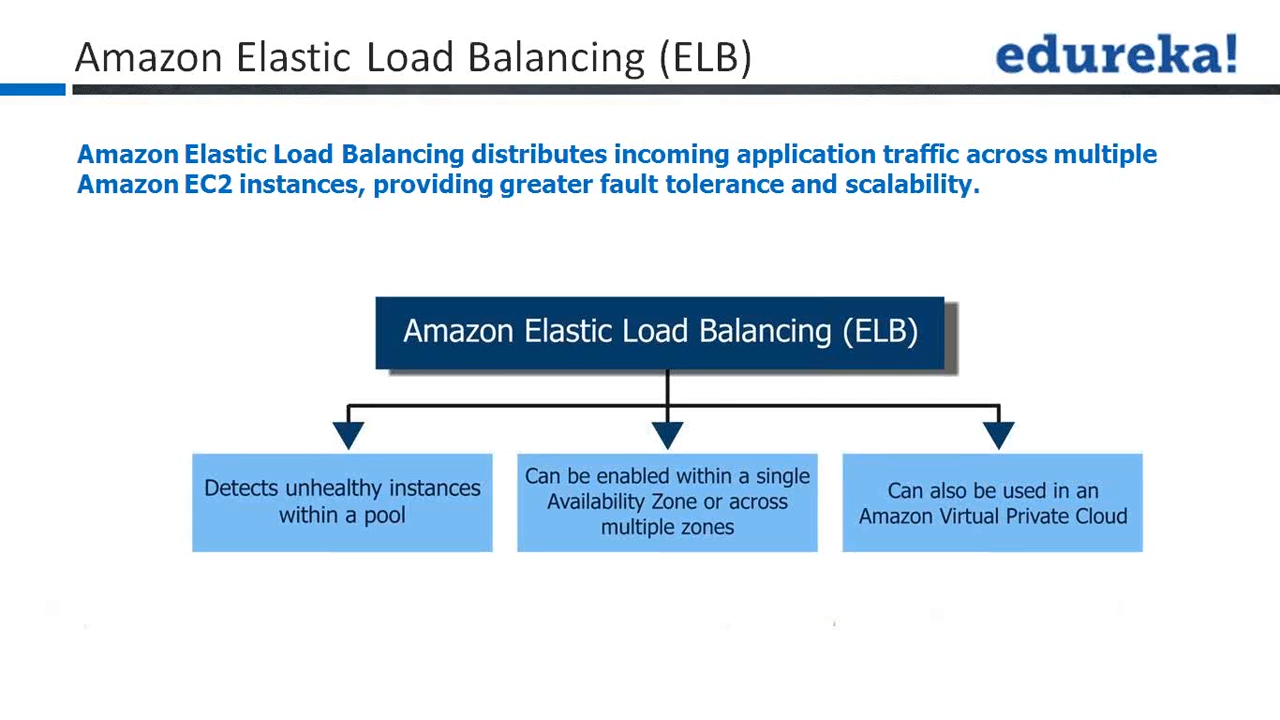 Amazon Elastic Load Balancing (ELB)
edureka!
Amazon Elastic Load Balancing distributes incoming application traffic across multiple
Amazon EC2 instances, providing greater fault tolerance and scalability.
Amazon Elastic Load Balancing (ELB)
Detects unhealthy instances
within a pool
Can be enabled within a single
Availability Zone or across
multiple zones
Can also be used in an
Amazon Virtual Private Cloud